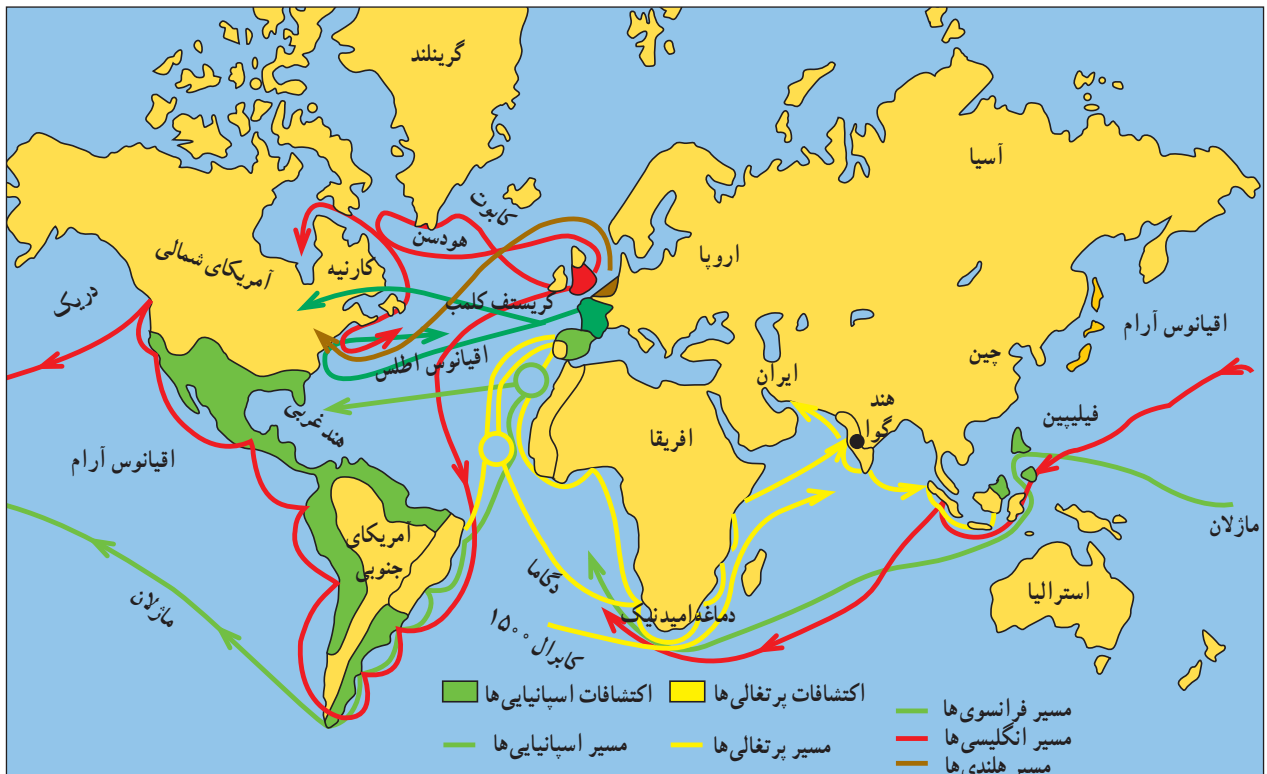 گرینلند
آسیا
کابوت
هودسن
اروپا
آمریکای شمالی
کارتیه
دریک
کریستف کلمب
اقیانوس آرام
اقیانوس اطلس
چین
ایران
هند
گوا
فیلیپین
هند غربی
افریقا
اقیانوس آرام
ماژلان
آمریکای
جنوبی
دگاما
استرالیا
ماژلان
دماغه امیدنیک
کابرال ۱۵۰۰
اکتشافات پرتغالی‌ها
اکتشافات اسپانیایی‌ها
مسیر فرانسوی‌ها
مسیر انگلیسی‌ها
مسیر پرتغالی‌ها
مسیر اسپانیایی‌ها
مسیر هلندی‌ها